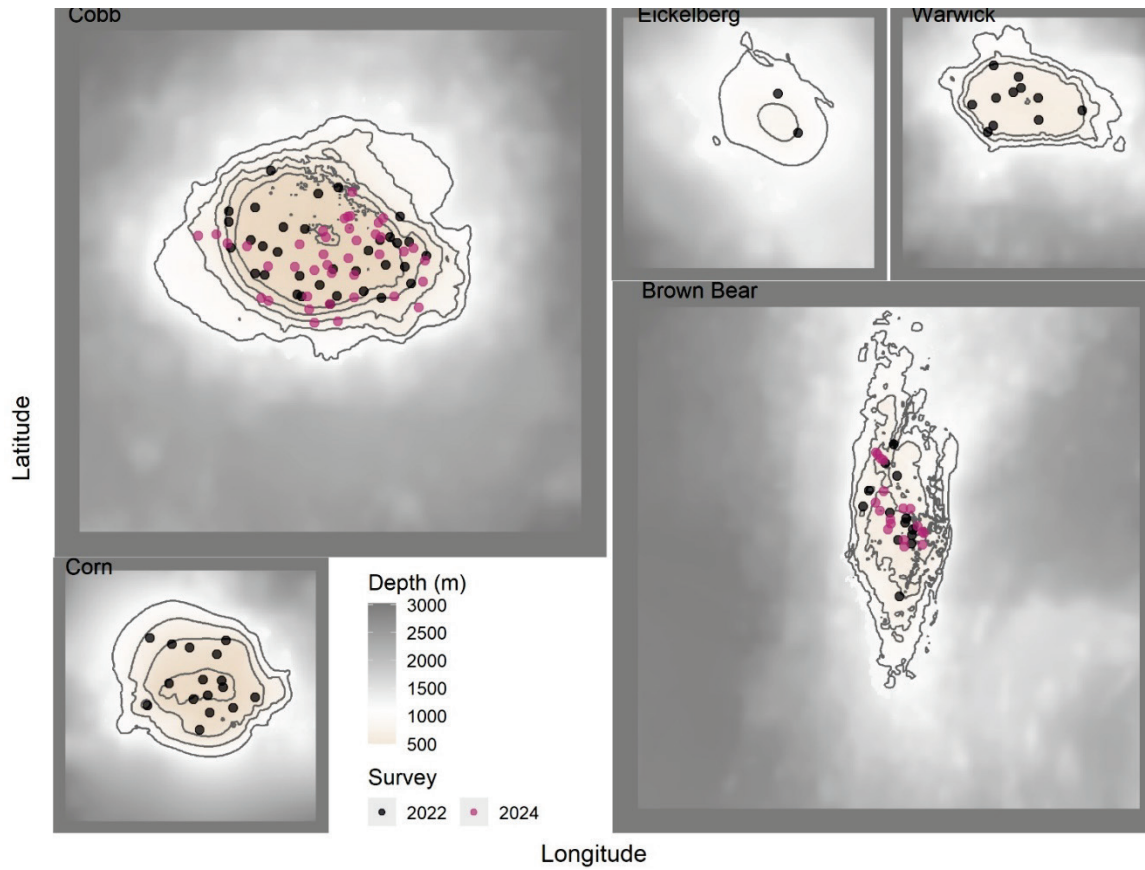 Cobb
Eickelberg
Warwick
Brown Bear
Latitude
Corn
Depth (m)
3000
2500
2000
1500
1000
500
Survey
2022
2024
Longitude